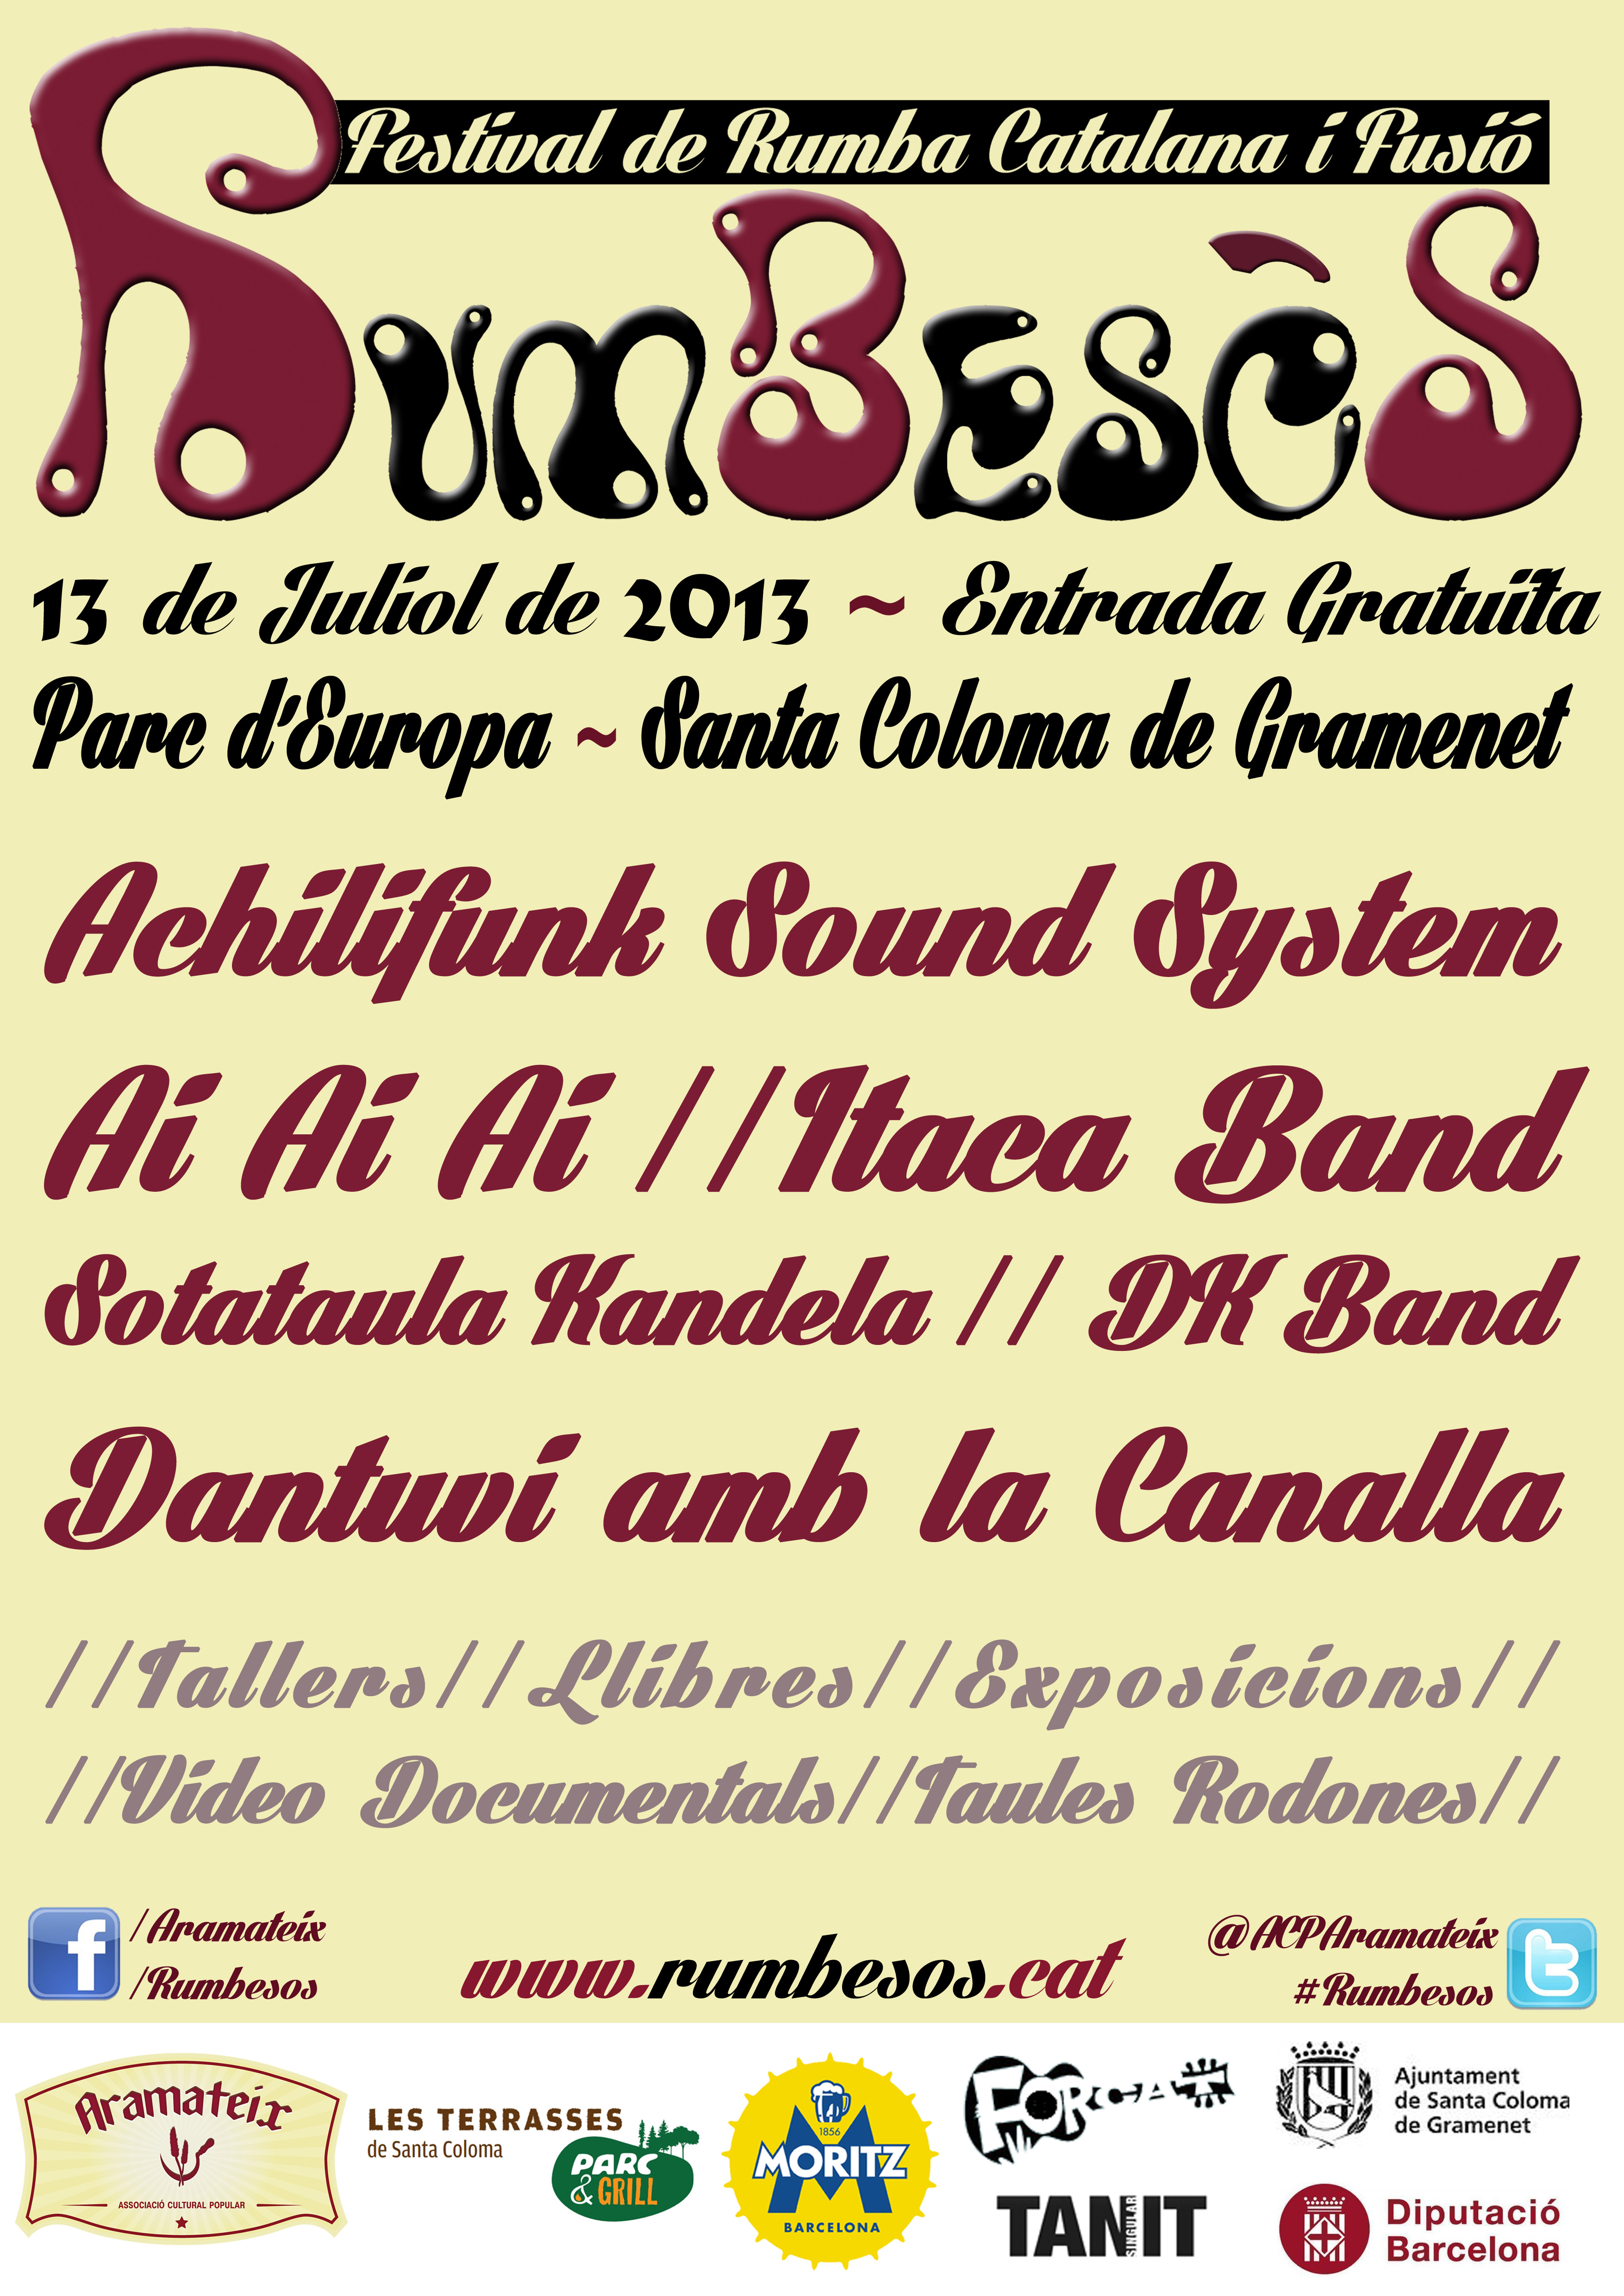 Festival de Rumba Catalana i Fusió
RumBesòS
13 de Juliol de 2013 ~ Entrada Gratuïta
Parc d'Europa ~ Santa Coloma de Gramenet
Achilifunk Sound System
Ai Ai Ai // Itaca Band
Sotataula Kandela // DK Band
Dantuvi amb la Canalla
//Tallers//Llibres//Exposicions//
//Video Documentals//Taules Rodones//
/Aramateix
/Rumbesos
www.rumbesos.cat
@ACPAramateix
#Rumbesos
Aramateix
ASSOCIACIÓ CULTURAL POPULAR
LES TERRASSES
de Santa Coloma
PARC
& GRILL
1856
MORITZ
BARCELONA
FORCAT
TANIT
SINGULAR
Ajuntament
de Santa Coloma
de Gramenet
Diputació
Barcelona